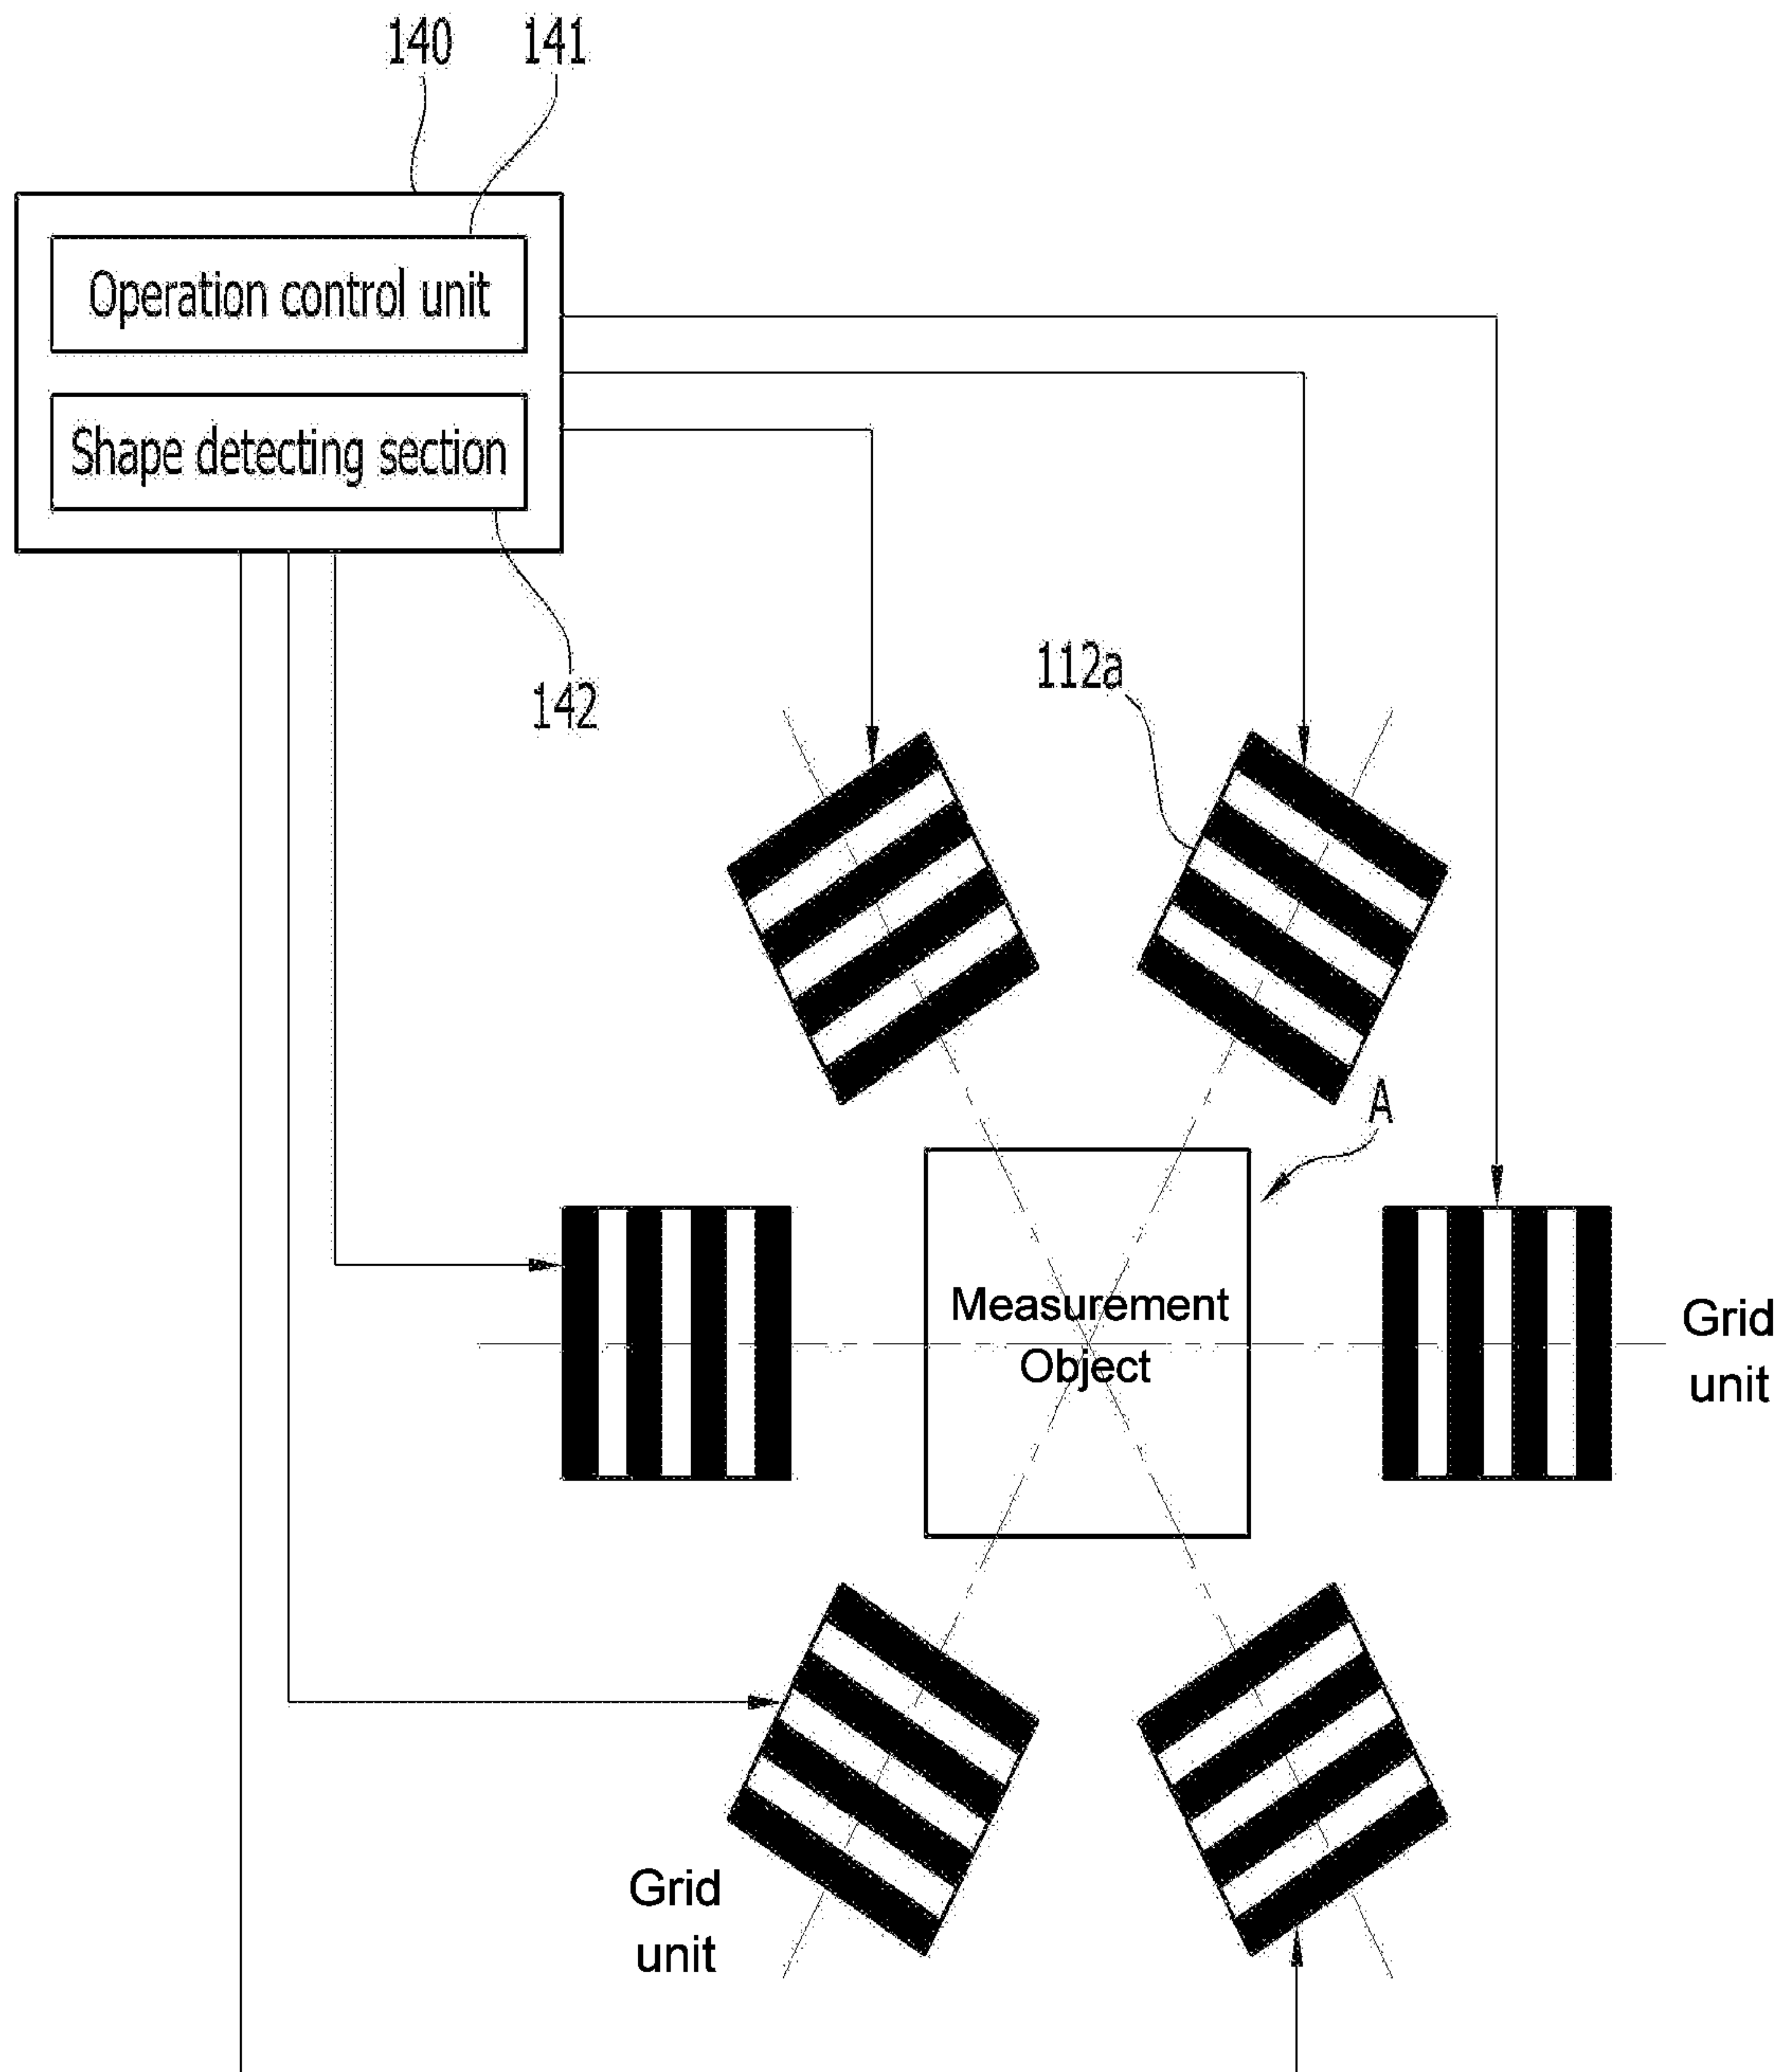 140
141
Operation control unit
Shape detecting section
142
112a
A
Measurement
Object
Grid
unit
Grid
unit